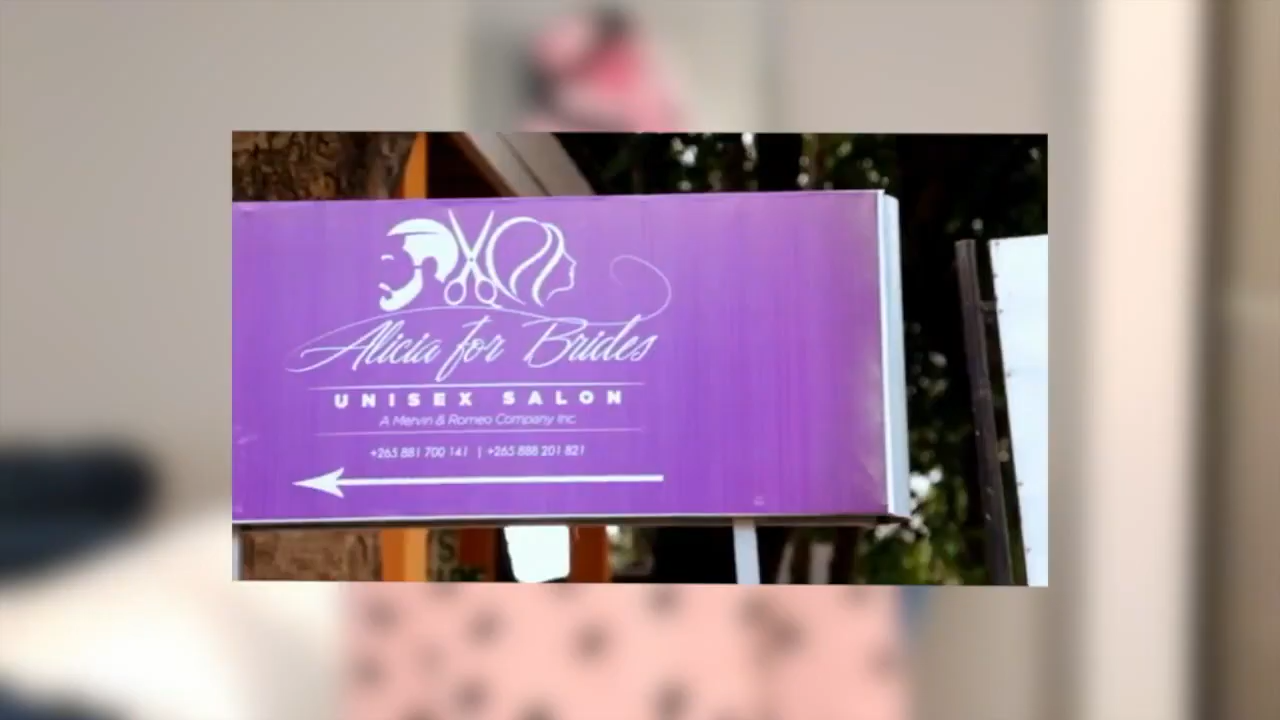 Alicia for Brides
UNISEX SALON
A Mervin & Romeo Company Inc.
+265 881 700 141 | +265 888 201 821